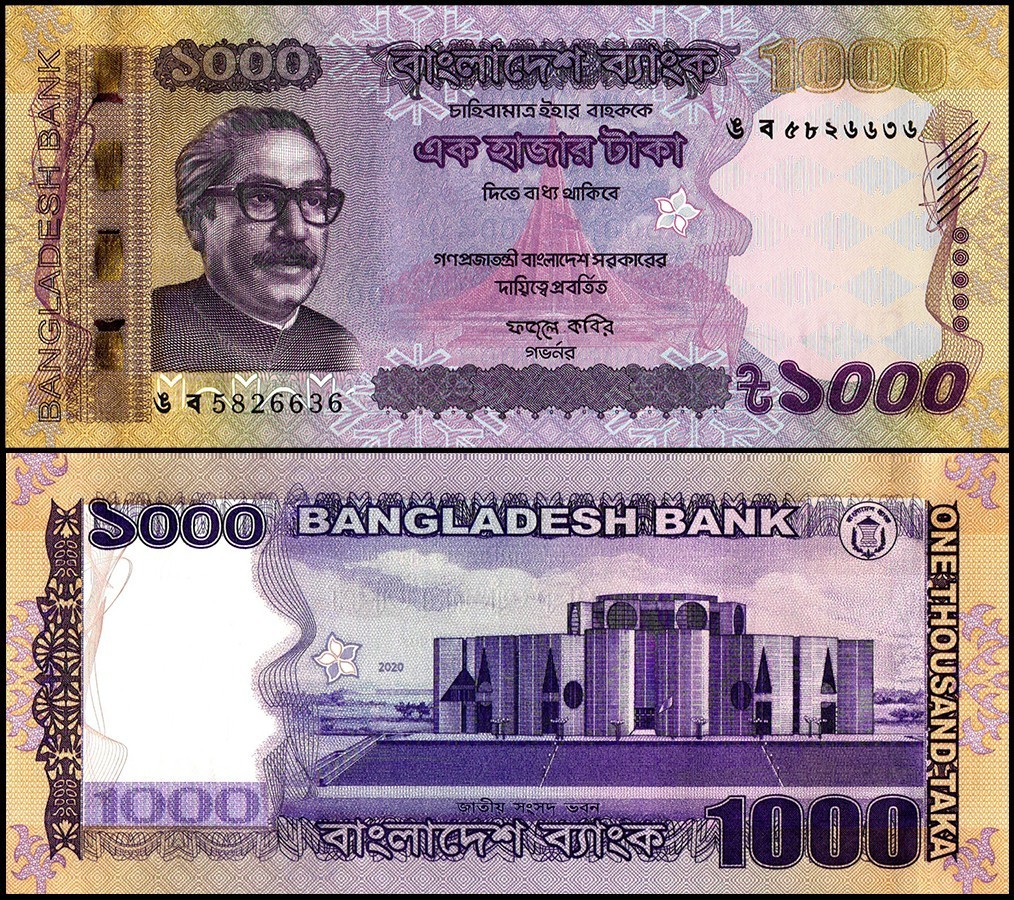 BANGLADESH BANK
১০০০
বাংলাদেশ ব্যাংক
1000
চাহিবামাত্র ইহার বাহককে
এক হাজার টাকা
দিতে বাধ্য থাকিবে
ঙ ব ৫৮২৬৬৩৬
গণপ্রজাতন্ত্রী বাংলাদেশ সরকারের
দায়িত্বে প্রবর্তিত
ফজলে কবির
গভর্নর
ঙ ব 5826636
৳১০০০
১০০০
BANGLADESH BANK
ONE THOUSAND TAKA
2020
1000
জাতীয় সংসদ ভবন
বাংলাদেশ ব্যাংক
1000